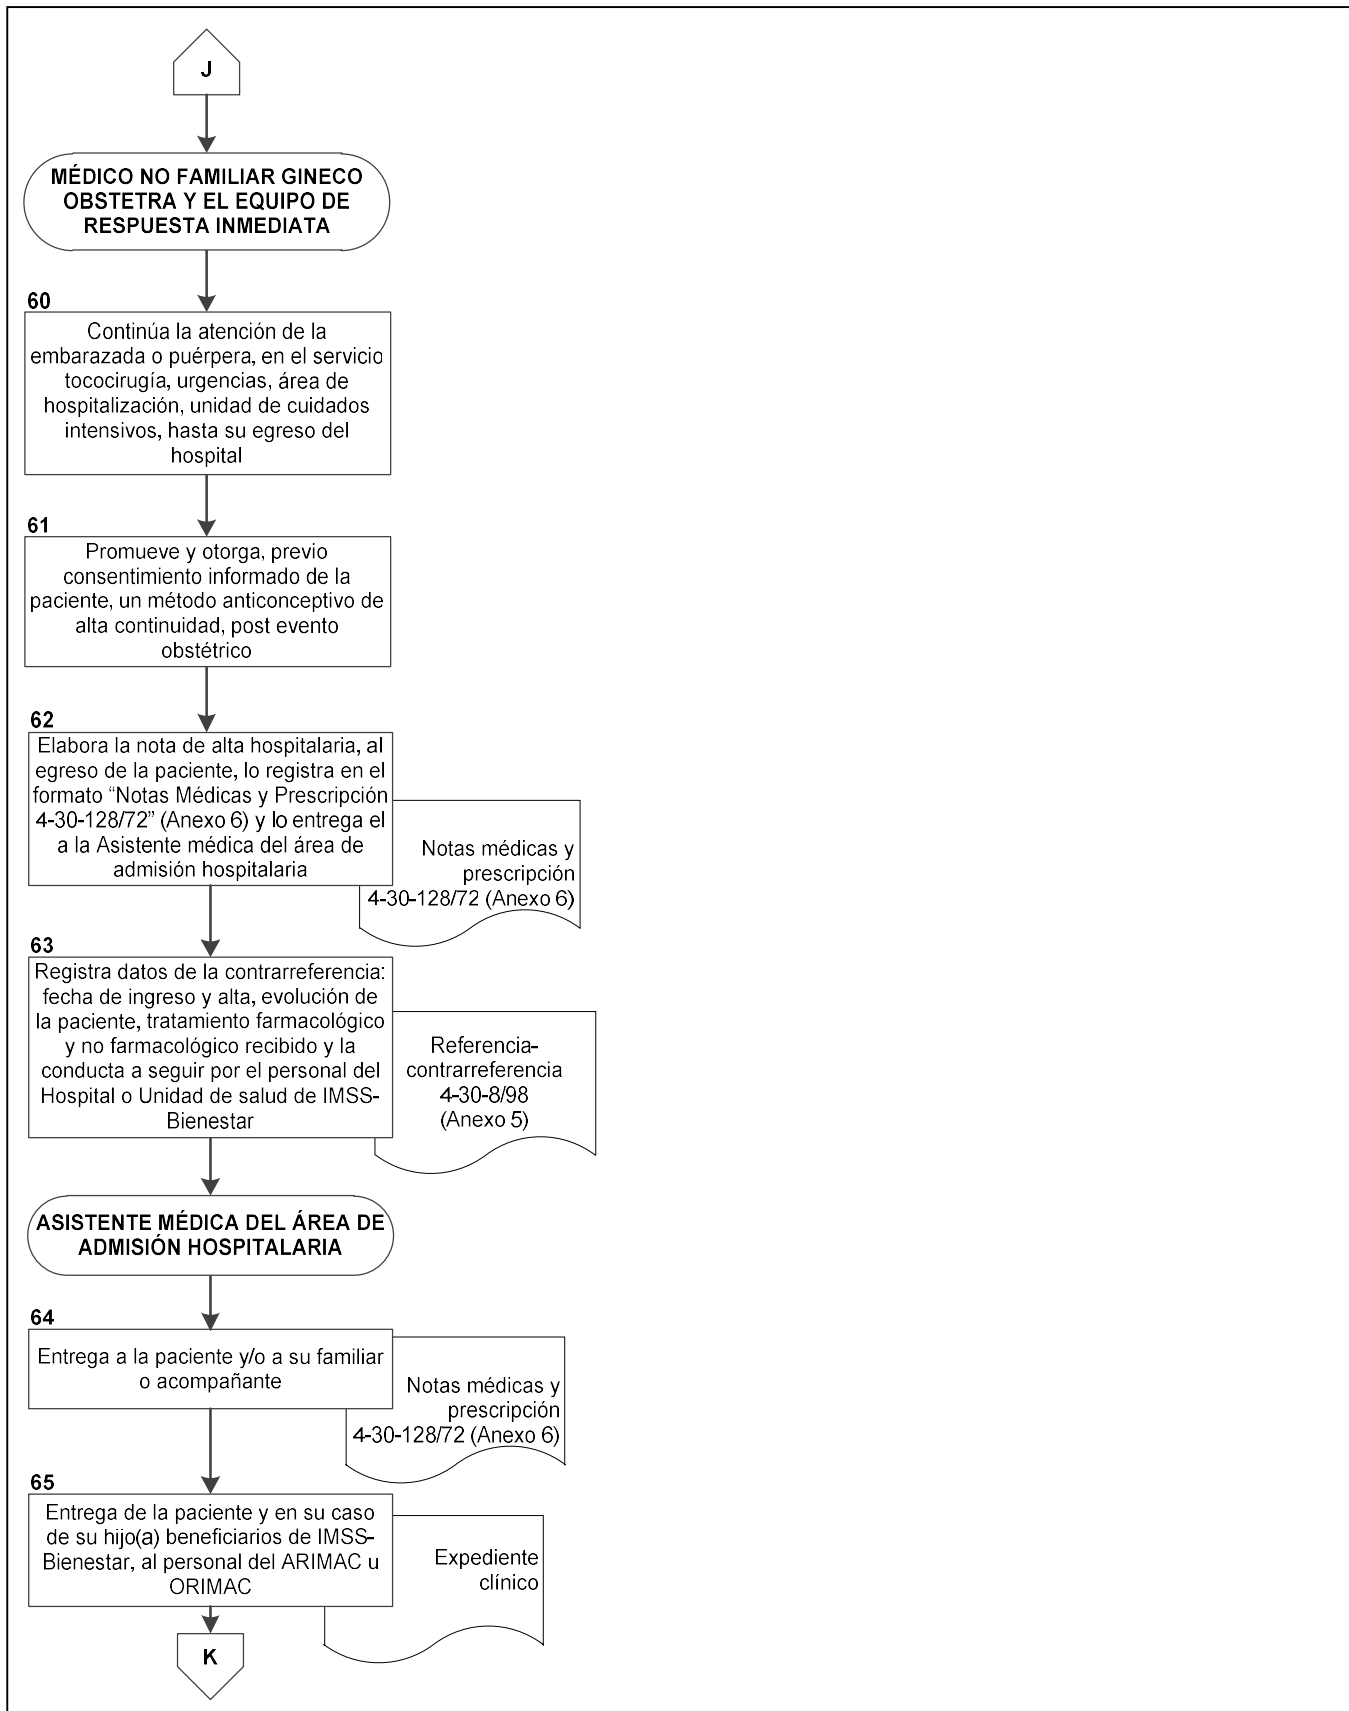 J
MÉDICO NO FAMILIAR GINECO
OBSTETRA Y EL EQUIPO DE
RESPUESTA INMEDIATA
60
Continúa la atención de la
embarazada o puérpera, en el servicio
tococirugía, urgencias, área de
hospitalización, unidad de cuidados
intensivos, hasta su egreso del
hospital
61
Promueve y otorga, previo
consentimiento informado de la
paciente, un método anticonceptivo de
alta continuidad, post evento
obstétrico
62
Elabora la nota de alta hospitalaria, al
egreso de la paciente, lo registra en el
formato “Notas Médicas y Prescripción
4-30-128/72” (Anexo 6) y lo entrega el
a la Asistente médica del área de
admisión hospitalaria
Notas médicas y
prescripción
4-30-128/72 (Anexo 6)
63
Registra datos de la contrarreferencia:
fecha de ingreso y alta, evolución de
la paciente, tratamiento farmacológico
y no farmacológico recibido y la
conducta a seguir por el personal del
Hospital o Unidad de salud de IMSS-
Bienestar
Referencia-
contrarreferencia
4-30-8/98
(Anexo 5)
ASISTENTE MÉDICA DEL ÁREA DE
ADMISIÓN HOSPITALARIA
64
Entrega a la paciente y/o a su familiar
o acompañante
Notas médicas y
prescripción
4-30-128/72 (Anexo 6)
65
Entrega de la paciente y en su caso
de su hijo(a) beneficiarios de IMSS-
Bienestar, al personal del ARIMAC u
ORIMAC
Expediente
clínico
K